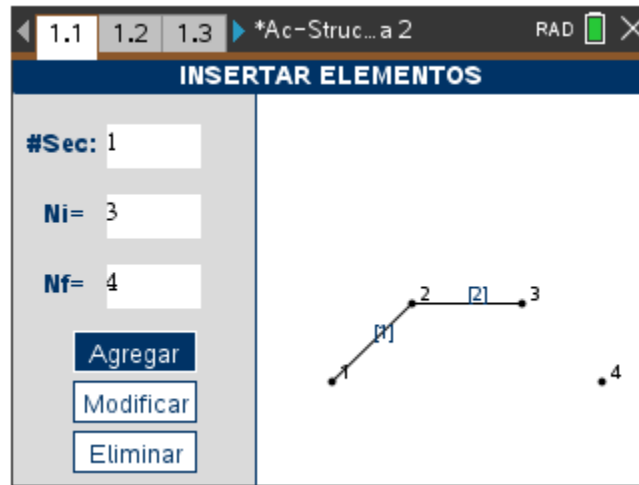 1.1 1.2 1.3 *Ac-Struc...a 2 RAD
INSERTAR ELEMENTOS
#Sec: 1
Ni= 3
Nf= 4
Agregar
Modificar
Eliminar
2 [2] 3
[1]
1 4